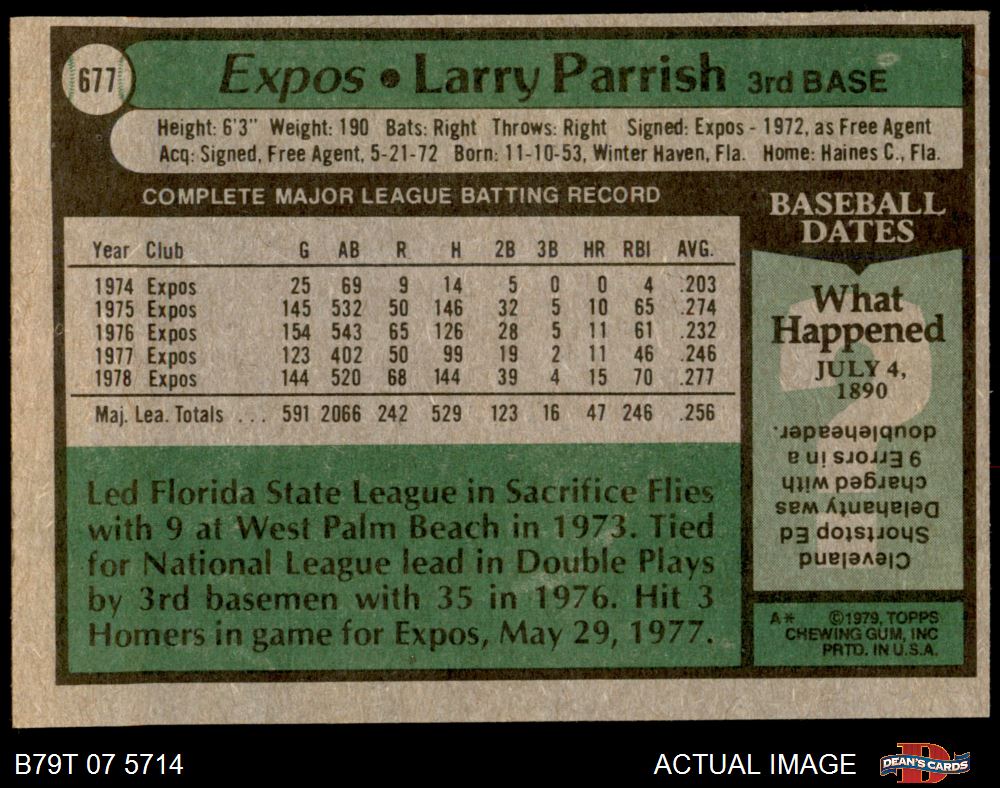 677
Expos • Larry Parrish 3rd BASE
Height: 6'3" Weight: 190 Bats: Right Throws: Right Signed: Expos - 1972, as Free Agent
Acq: Signed, Free Agent, 5-21-72 Born: 11-10-53, Winter Haven, Fla. Home: Haines C., Fla.
COMPLETE MAJOR LEAGUE BATTING RECORD
Year Club G AB R H 2B 3B HR RBI AVG.
1974 Expos 25 69 9 14 5 0 0 4 .203
1975 Expos 145 532 50 146 32 5 10 65 .274
1976 Expos 154 543 65 126 28 5 11 61 .232
1977 Expos 123 402 50 99 19 2 11 46 .246
1978 Expos 144 520 68 144 39 4 15 70 .277
Maj. Lea. Totals ... 591 2066 242 529 123 16 47 246 .256
Led Florida State League in Sacrifice Flies
with 9 at West Palm Beach in 1973. Tied
for National League lead in Double Plays
by 3rd basemen with 35 in 1976. Hit 3
Homers in game for Expos, May 29, 1977.
BASEBALL
DATES
What
Happened
JULY 4,
1890
Cleveland
Shortstop Ed
Delahanty was
charged with
9 Errors in a
doubleheader.
A* ©1979, TOPPS
CHEWING GUM, INC
PRTD. IN U.S.A.
B79T 07 5714
ACTUAL IMAGE
DEAN'S CARDS